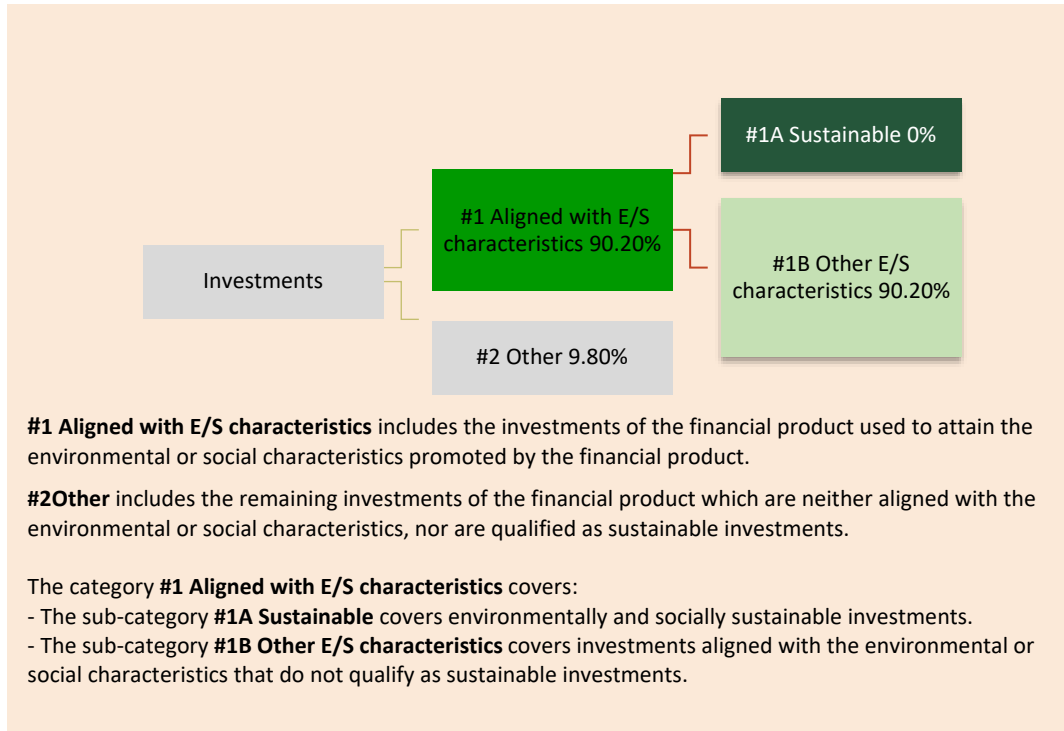 #1A Sustainable 0%
#1 Aligned with E/S
characteristics 90.20%
Investments
#1B Other E/S
characteristics 90.20%
#2 Other 9.80%
#1 Aligned with E/S characteristics includes the investments of the financial product used to attain the
environmental or social characteristics promoted by the financial product.
#2Other includes the remaining investments of the financial product which are neither aligned with the
environmental or social characteristics, nor are qualified as sustainable investments.
The category #1 Aligned with E/S characteristics covers:
- The sub-category #1A Sustainable covers environmentally and socially sustainable investments.
- The sub-category #1B Other E/S characteristics covers investments aligned with the environmental or
social characteristics that do not qualify as sustainable investments.